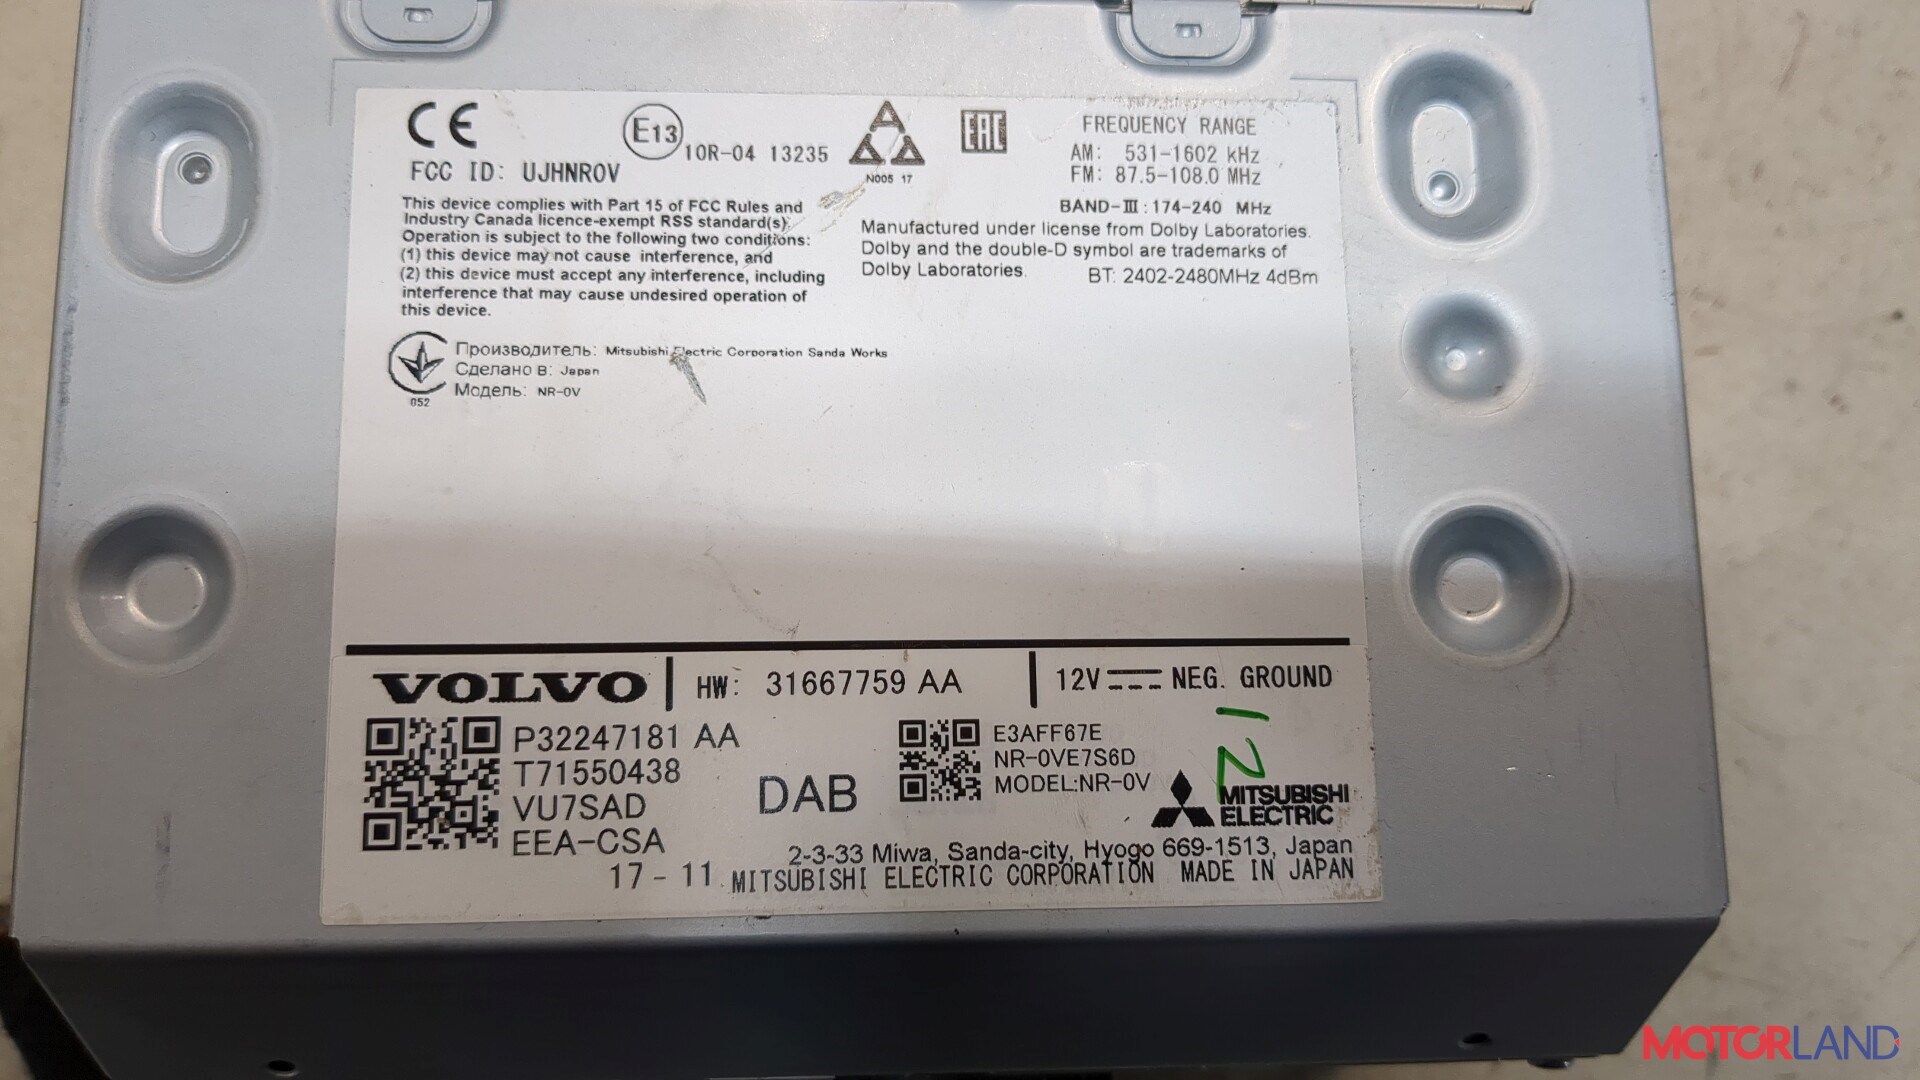 CE
E13
10R-04 13235
N005 17
EAC
FCC ID: UJHNR0V
This device complies with Part 15 of FCC Rules and
Industry Canada licence-exempt RSS standard(s).
Operation is subject to the following two conditions:
(1) this device may not cause interference, and
(2) this device must accept any interference, including
interference that may cause undesired operation of
this device.
FREQUENCY RANGE
AM: 531-1602 kHz
FM: 87.5-108.0 MHz
BAND-III: 174-240 MHz
Manufactured under license from Dolby Laboratories.
Dolby and the double-D symbol are trademarks of
Dolby Laboratories.
BT: 2402-2480MHz 4dBm
Производитель: Mitsubishi Electric Corporation Sanda Works
Сделано в: Japan
Модель: NR-0V
052
VOLVO
HW: 31667759 AA
12V NEG. GROUND
P32247181 AA
T71550438
VU7SAD
EEA-CSA
DAB
E3AFF67E
NR-0VE7S6D
MODEL:NR-0V
12
MITSUBISHI
ELECTRIC
2-3-33 Miwa, Sanda-city, Hyogo 669-1513, Japan
17-11 MITSUBISHI ELECTRIC CORPORATION MADE IN JAPAN
MOTORLAND